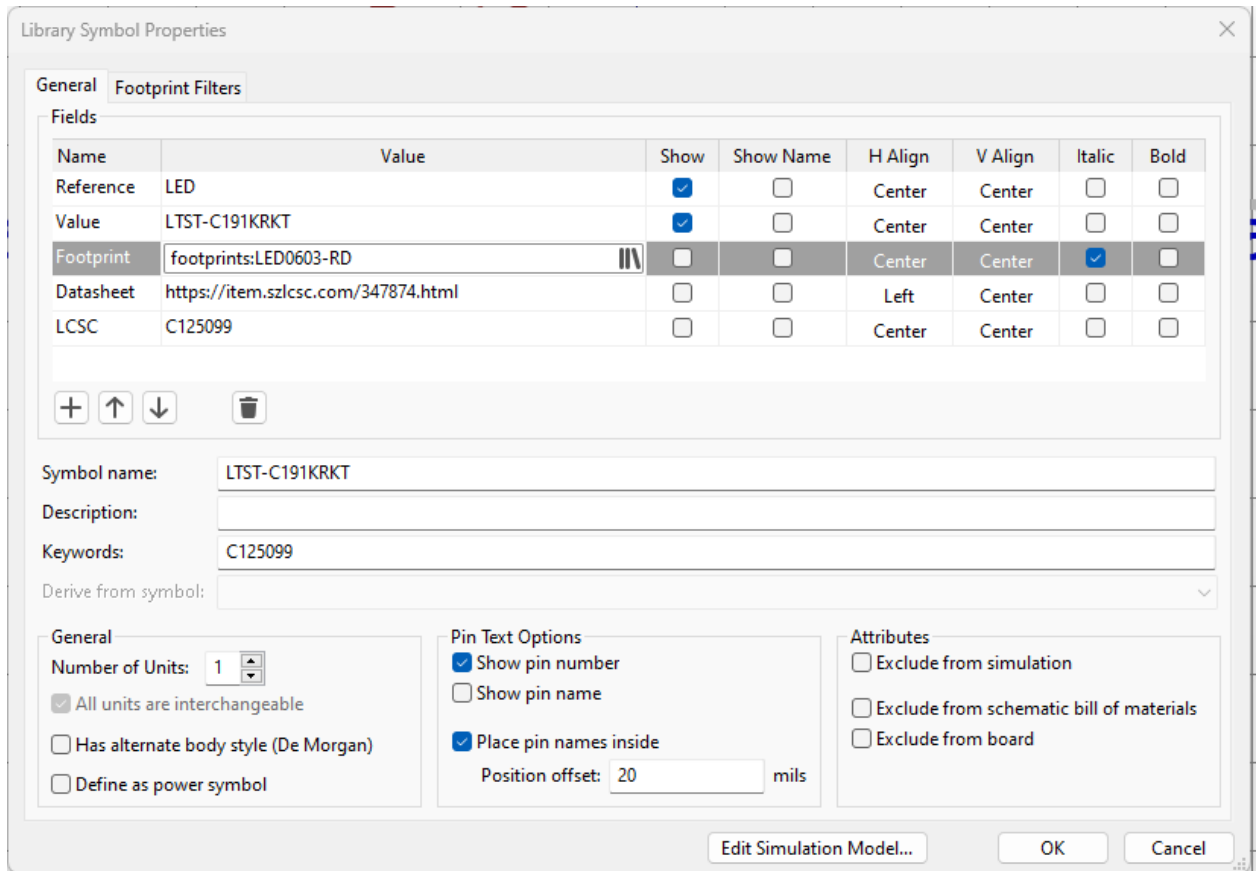 Library Symbol Properties
General Footprint Filters
Fields
Name Value Show Show Name H Align V Align Italic Bold
Reference LED Center Center
Value LTST-C191KRKT Center Center
Footprint footprints:LED0603-RD Center Center
Datasheet https://item.szlcsc.com/347874.html Left Center
LCSC C125099 Center Center
Symbol name: LTST-C191KRKT
Description:
Keywords: C125099
Derive from symbol:
General Pin Text Options Attributes
Number of Units: 1 Show pin number Exclude from simulation
All units are interchangeable Show pin name Exclude from schematic bill of materials
Has alternate body style (De Morgan) Place pin names inside Exclude from board
Define as power symbol Position offset: 20 mils
Edit Simulation Model... OK Cancel